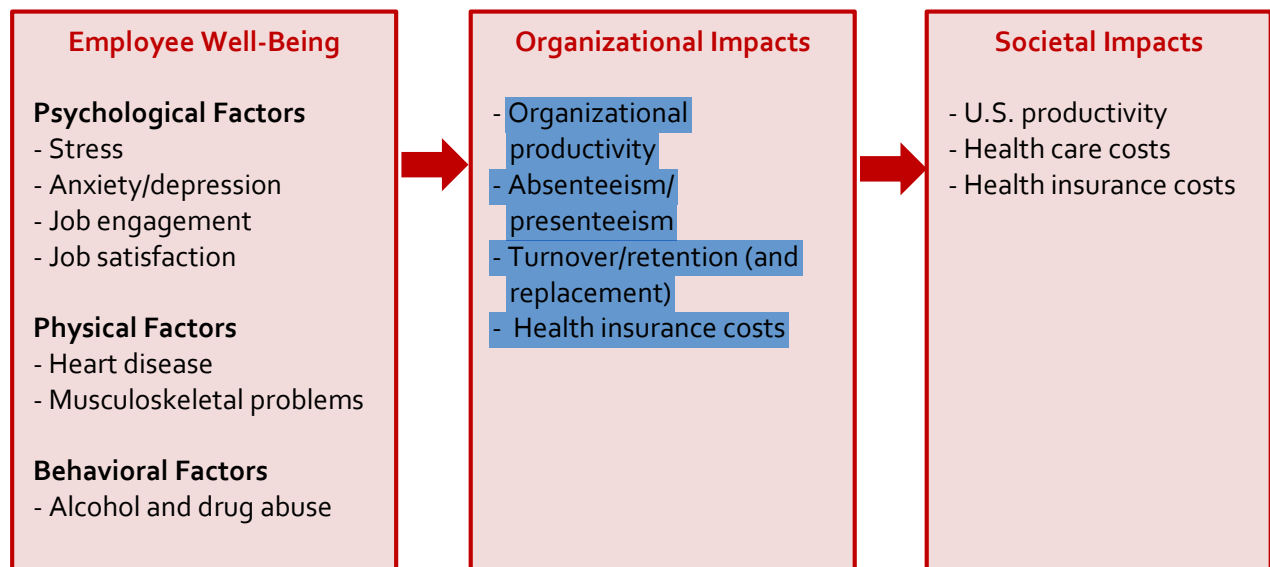 Employee Well-Being
Psychological Factors
- Stress
- Anxiety/depression
- Job engagement
- Job satisfaction
Physical Factors
- Heart disease
- Musculoskeletal problems
Behavioral Factors
- Alcohol and drug abuse
Organizational Impacts
- Organizational
productivity
- Absenteeism/
presenteeism
- Turnover/retention (and
replacement)
- Health insurance costs
Societal Impacts
- U.S. productivity
- Health care costs
- Health insurance costs